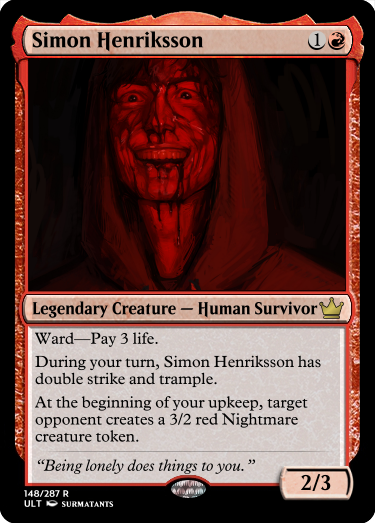 Simon Henriksson 1
Legendary Creature — Human Survivor
Ward—Pay 3 life.
During your turn, Simon Henriksson has
double strike and trample.
At the beginning of your upkeep, target
opponent creates a 3/2 red Nightmare
creature token.
“Being lonely does things to you.”
2/3
148/287 R
ULT SURMATANTS